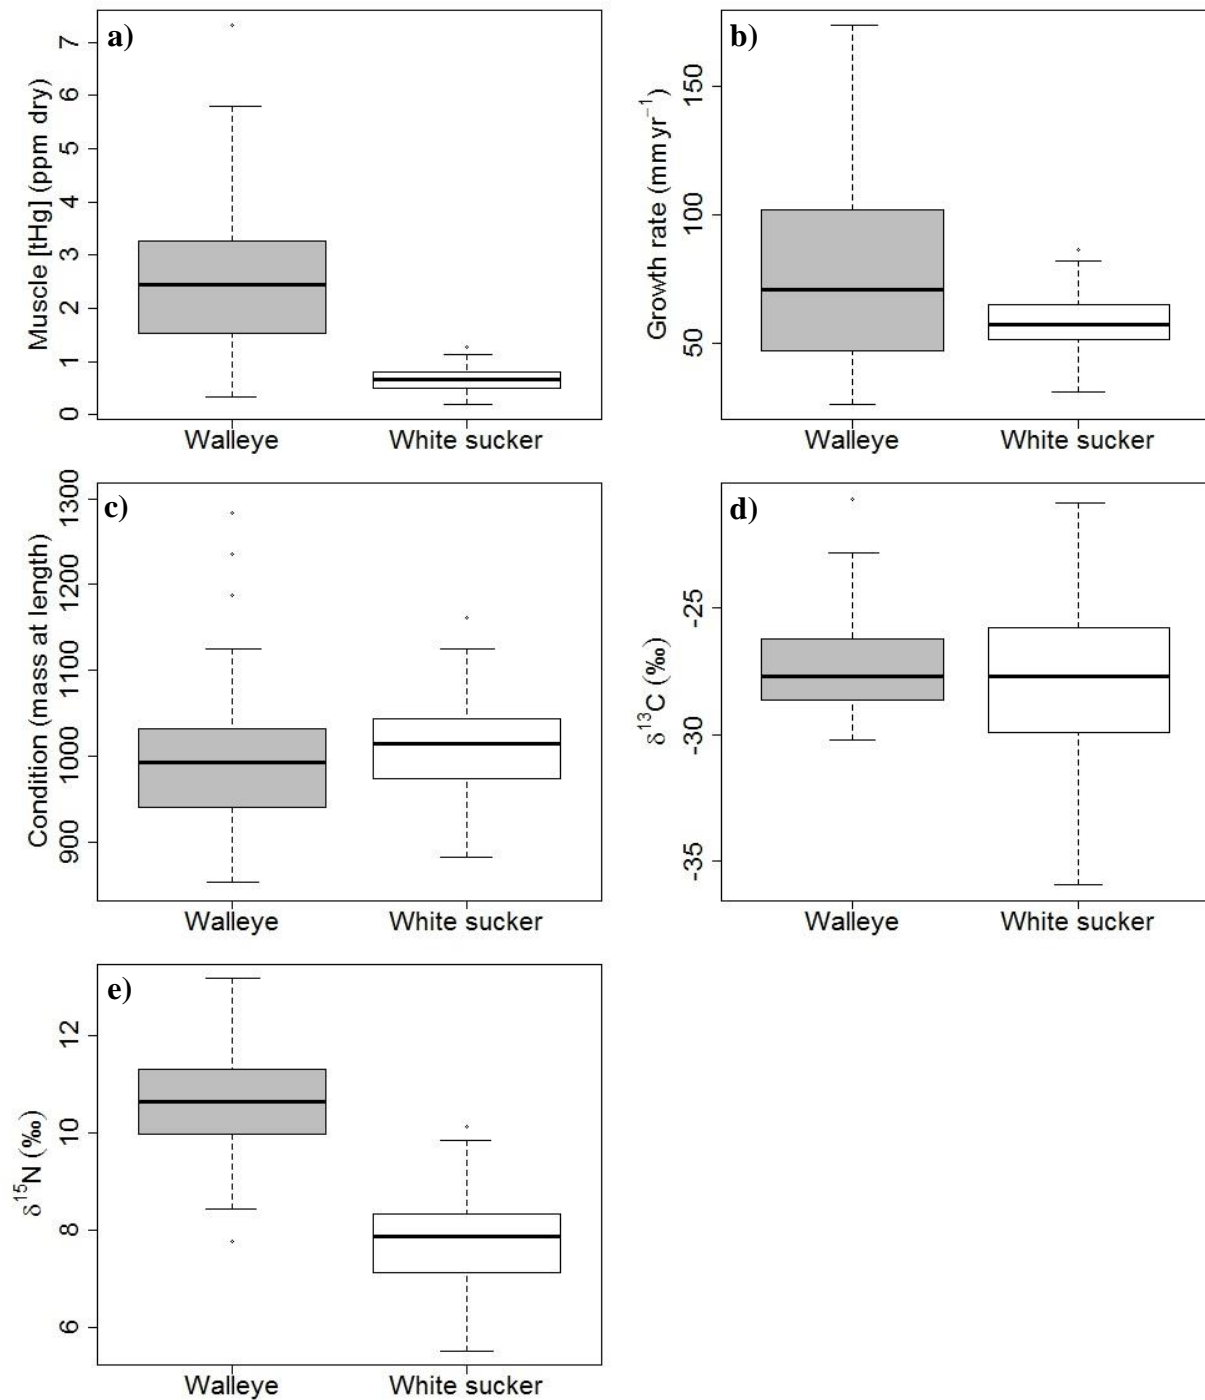 a)
Muscle [tHg] (ppm dry)
7
6
5
4
3
2
1
0
Walleye
White sucker
b)
Growth rate (mm yr⁻¹)
150
100
50
Walleye
White sucker
c)
Condition (mass at length)
1300
1200
1100
1000
900
Walleye
White sucker
d)
δ¹³C (‰)
-25
-30
-35
Walleye
White sucker
e)
δ¹⁵N (‰)
12
10
8
6
Walleye
White sucker